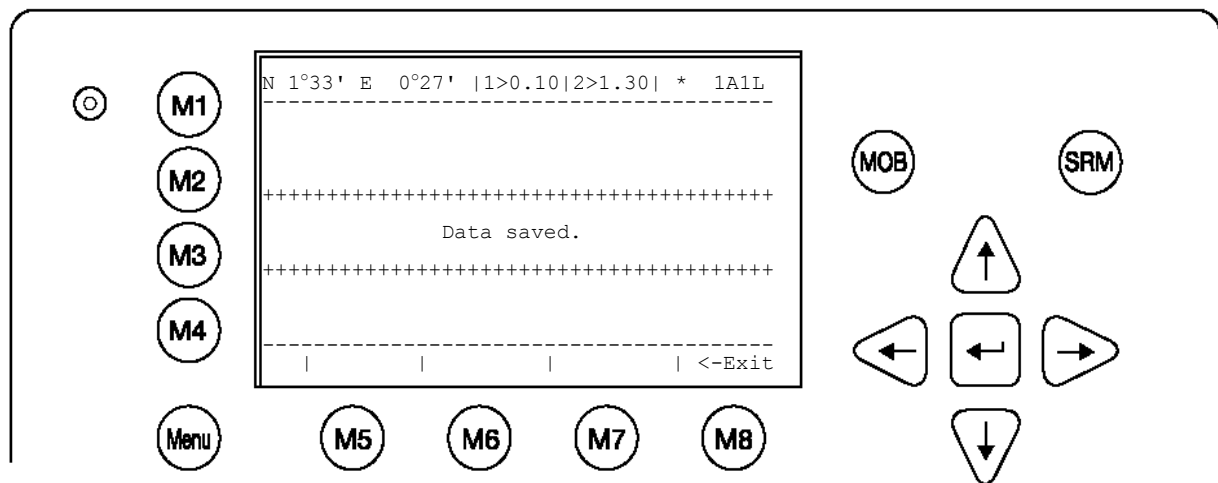 N 1°33' E 0°27' |1>0.10|2>1.30| * 1A1L
----------------------------------------
M1
MOB
SRM
M2
++++++++++++++++++++++++++++++++++++++++
Data saved.
M3
++++++++++++++++++++++++++++++++++++++++
M4
----------------------------------------
| | | | <-Exit
Menu
M5
M6
M7
M8